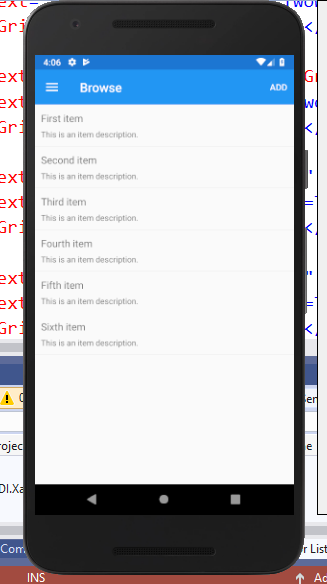 4:06
Browse
ADD
First item
This is an item description.
Second item
This is an item description.
Third item
This is an item description.
Fourth item
This is an item description.
Fifth item
This is an item description.
Sixth item
This is an item description.
INS